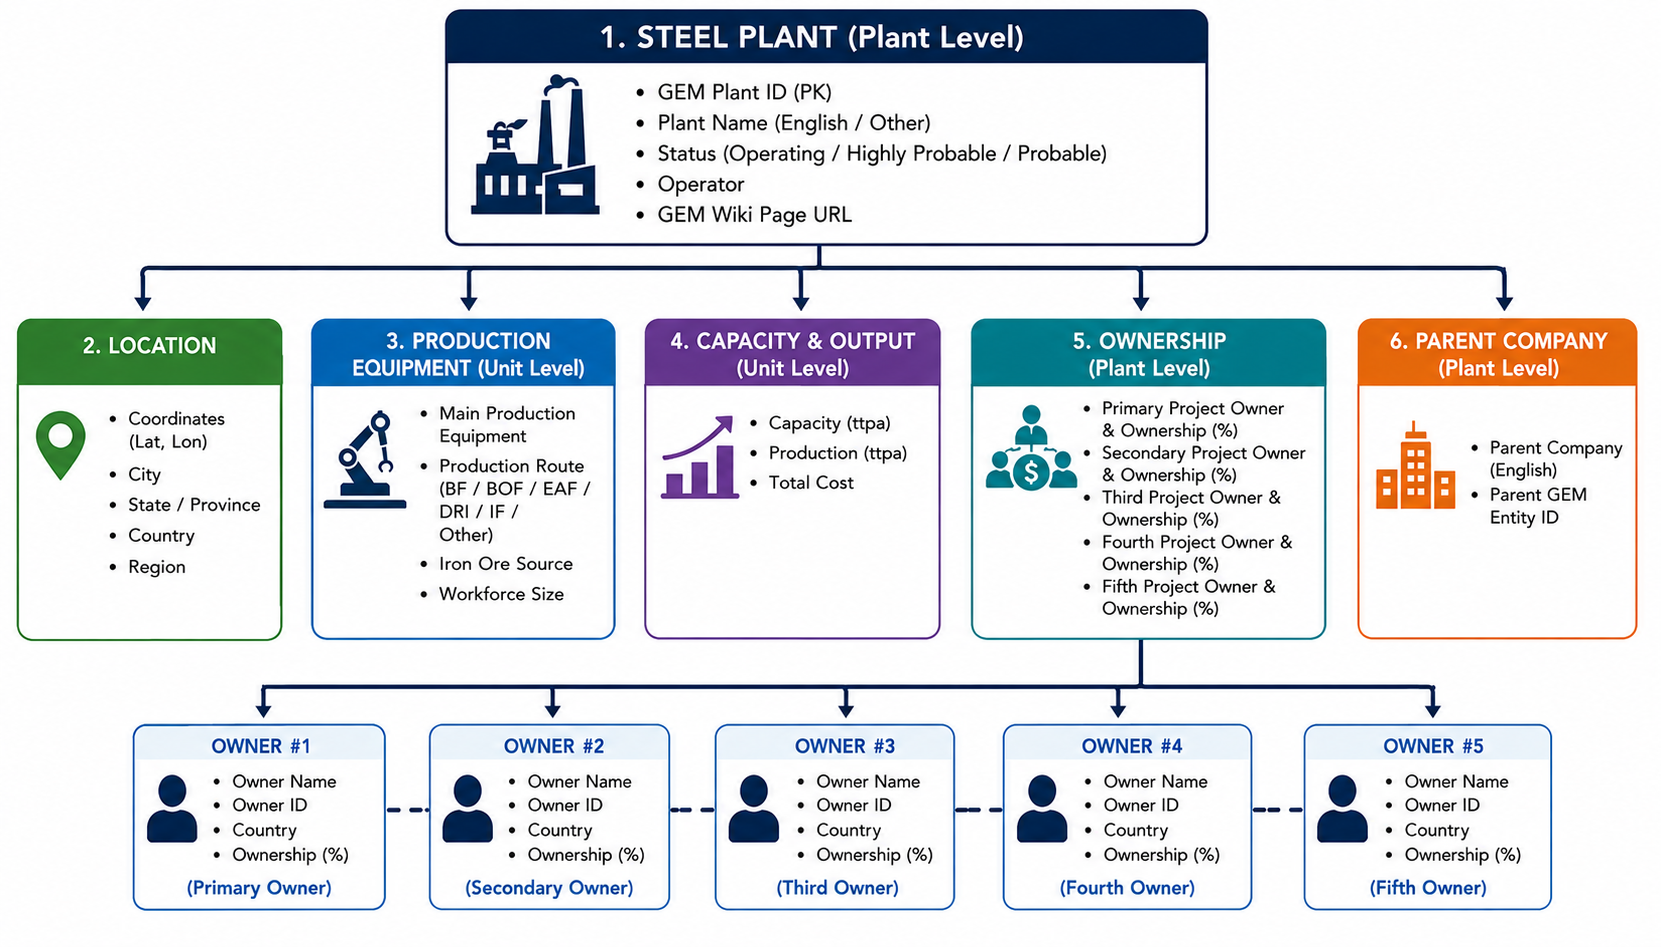 1. STEEL PLANT (Plant Level)
• GEM Plant ID (PK)
• Plant Name (English / Other)
• Status (Operating / Highly Probable / Probable)
• Operator
• GEM Wiki Page URL
2. LOCATION
• Coordinates
(Lat, Lon)
• City
• State / Province
• Country
• Region
3. PRODUCTION
EQUIPMENT (Unit Level)
• Main Production
Equipment
• Production Route
(BF / BOF / EAF /
DRI / IF /
Other)
• Iron Ore Source
• Workforce Size
4. CAPACITY & OUTPUT
(Unit Level)
• Capacity (ttpa)
• Production (ttpa)
• Total Cost
5. OWNERSHIP
(Plant Level)
$
• Primary Project Owner
& Ownership (%)
• Secondary Project Owner
& Ownership (%)
• Third Project Owner &
Ownership (%)
• Fourth Project Owner &
Ownership (%)
• Fifth Project Owner &
Ownership (%)
6. PARENT COMPANY
(Plant Level)
• Parent Company
(English)
• Parent GEM
Entity ID
OWNER #1
• Owner Name
• Owner ID
• Country
• Ownership (%)
(Primary Owner)
OWNER #2
• Owner Name
• Owner ID
• Country
• Ownership (%)
(Secondary Owner)
OWNER #3
• Owner Name
• Owner ID
• Country
• Ownership (%)
(Third Owner)
OWNER #4
• Owner Name
• Owner ID
• Country
• Ownership (%)
(Fourth Owner)
OWNER #5
• Owner Name
• Owner ID
• Country
• Ownership (%)
(Fifth Owner)